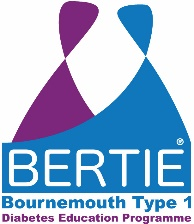 BERTIE®
Bournemouth Type 1
Diabetes Education Programme